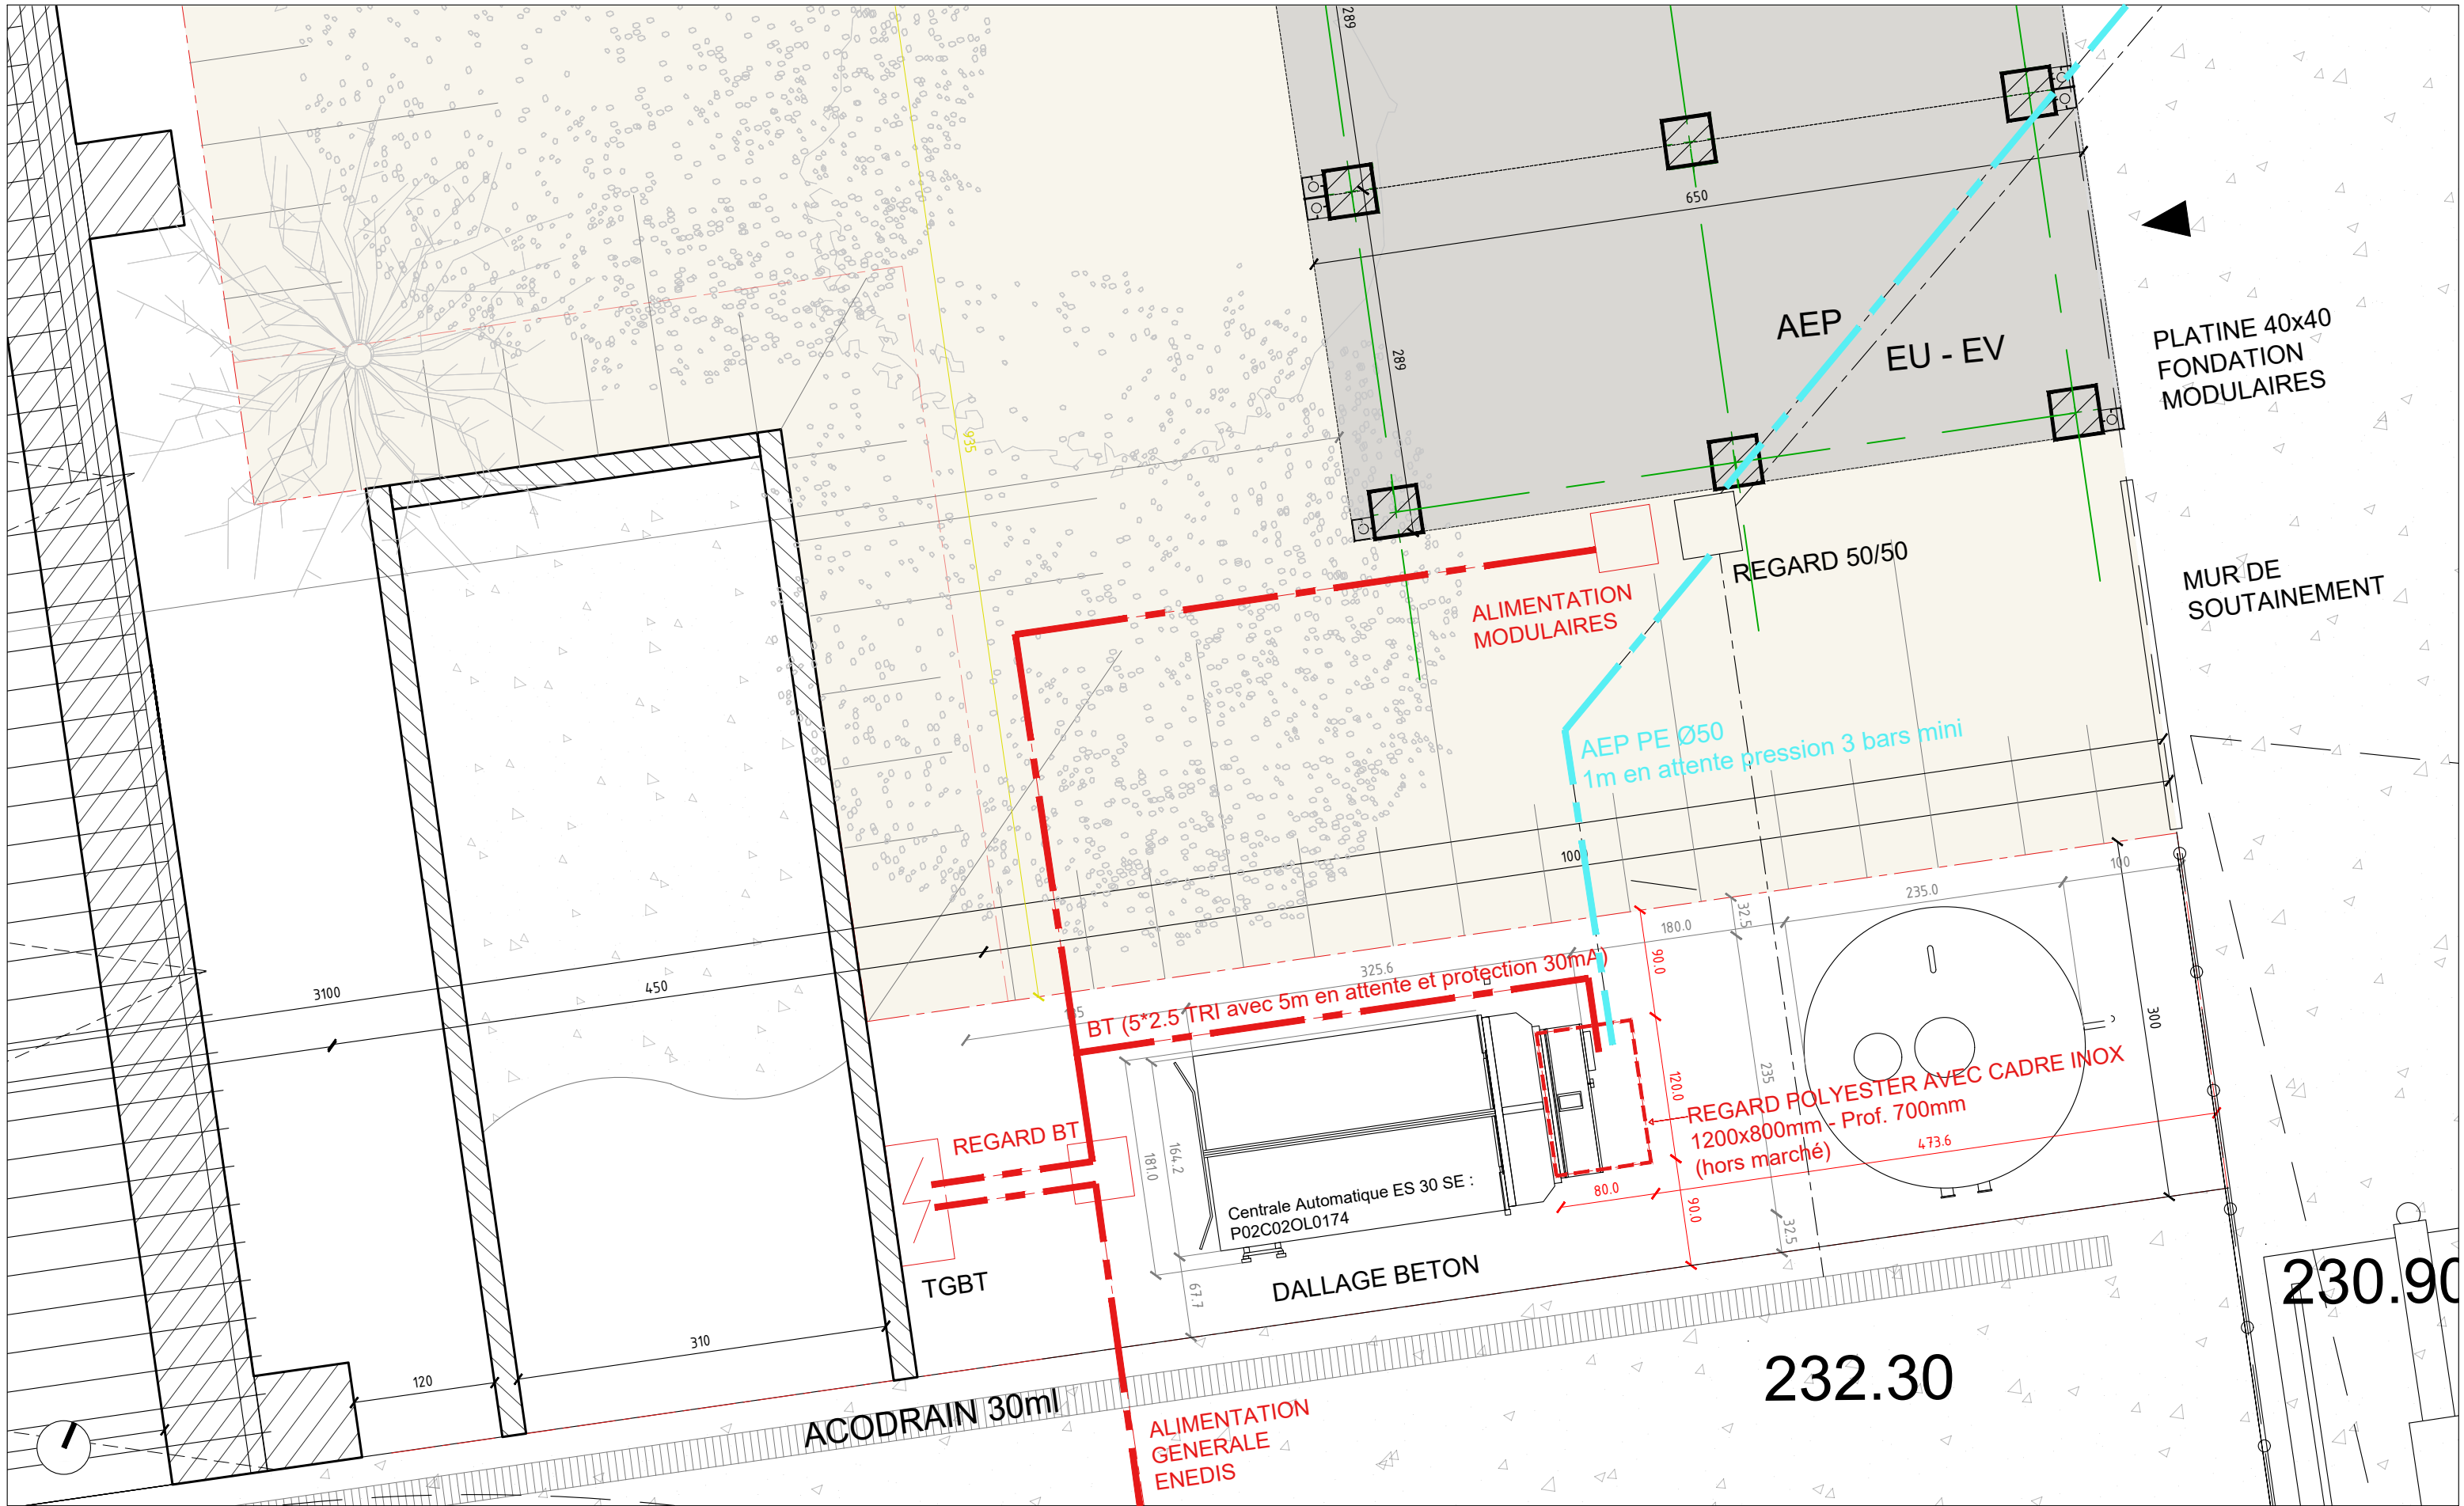 289
650
AEP
EU - EV
PLATINE 40x40
FONDATION
MODULAIRES
289
935
REGARD 50/50
ALIMENTATION
MODULAIRES
MUR DE
SOUTAINEMENT
AEP PE Ø50
1m en attente pression 3 bars mini
1000
100
235.0
32.5
180.0
90.0
325.6
BT (5*2.5 TRI avec 5m en attente et protection 30mA)
3100
450
300
235
120.0
REGARD POLYESTER AVEC CADRE INOX
1200x800mm - Prof. 700mm
(hors marché)
473.6
REGARD BT
181.0
164.2
Centrale Automatique ES 30 SE :
P02C02OL0174
80.0
90.0
32.5
TGBT
DALLAGE BETON
67.7
230.90
310
120
232.30
ACODRAIN 30ml
ALIMENTATION
GENERALE
ENEDIS